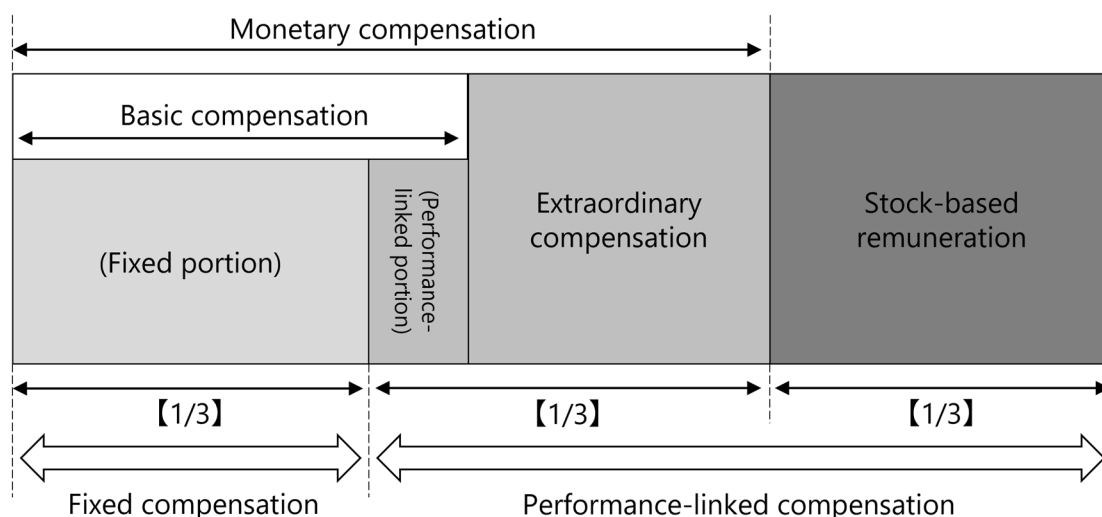 Monetary compensation
Basic compensation
(Fixed portion)
(Performance-
linked portion)
Extraordinary
compensation
Stock-based
remuneration
【1/3】
【1/3】
【1/3】
Fixed compensation
Performance-linked compensation